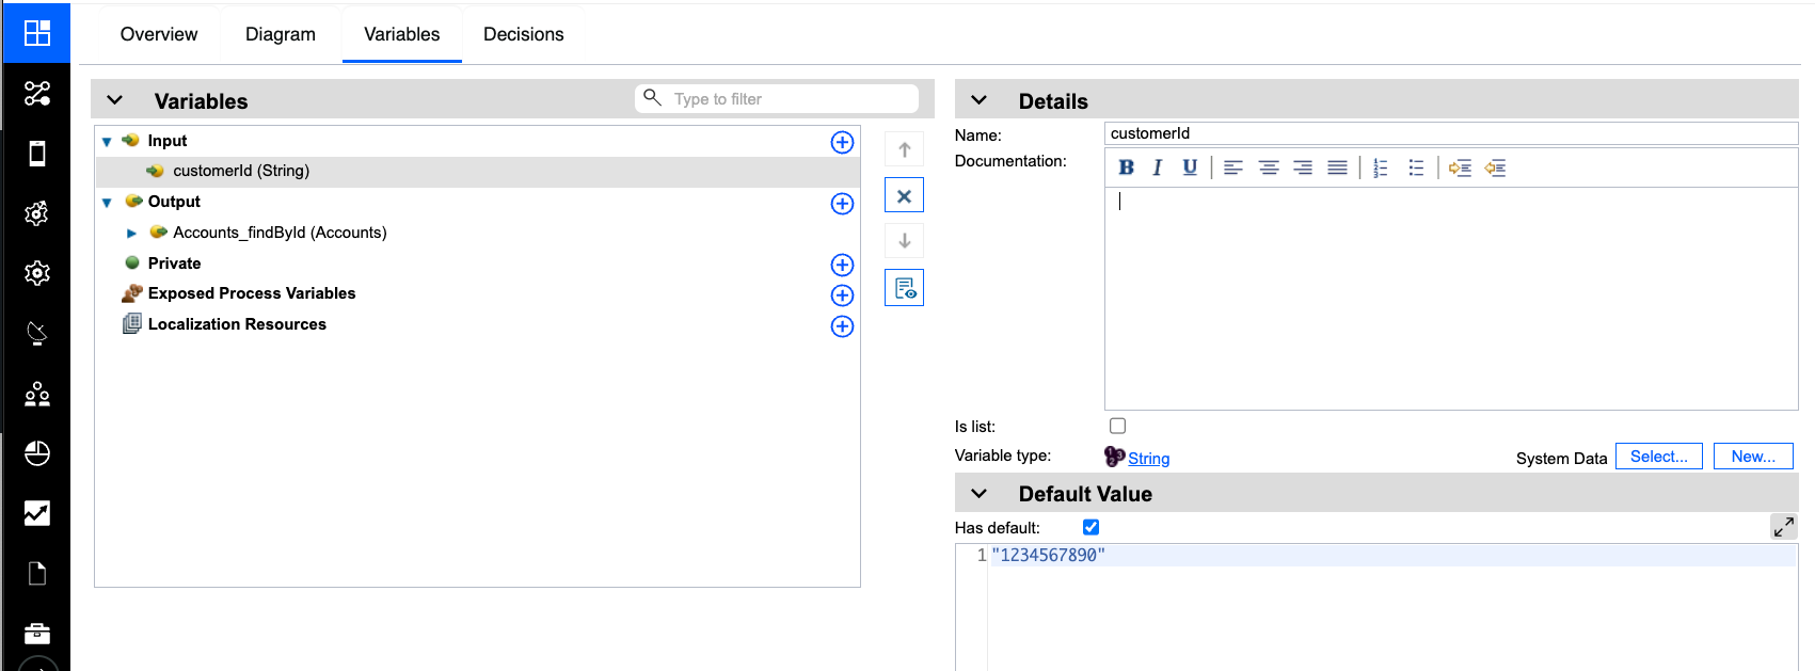 Overview Diagram Variables Decisions
Variables Type to filter
Input
customerId (String)
Output
Accounts_findById (Accounts)
Private
Exposed Process Variables
Localization Resources
Details
Name: customerId
Documentation: B I U
Is list:
Variable type: String System Data Select... New...
Default Value
Has default:
1 "1234567890"